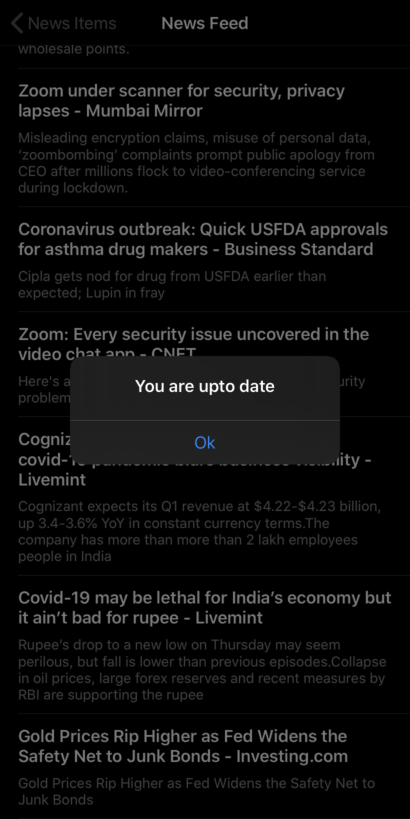 News Items
News Feed
wholesale points.
Zoom under scanner for security, privacy
lapses - Mumbai Mirror
Misleading encryption claims, misuse of personal data,
‘zoombombing’ complaints prompt public apology from
CEO after millions flock to video-conferencing service
during lockdown.
Coronavirus outbreak: Quick USFDA approvals
for asthma drug makers - Business Standard
Cipla gets nod for drug from USFDA earlier than
expected; Lupin in fray
Zoom: Every security issue uncovered in the
video chat app - CNET
Here's a
problem
You are upto date
Ok
covid-19 pandemic blurs business visibility -
Livemint
Cognizant expects its Q1 revenue at $4.22-$4.23 billion,
up 3.4-3.6% YoY in constant currency terms.The
company has more than more than 2 lakh employees
people in India
Covid-19 may be lethal for India’s economy but
it ain’t bad for rupee - Livemint
Rupee’s drop to a new low on Thursday may seem
perilous, but fall is lower than previous episodes.Collapse
in oil prices, large forex reserves and recent measures by
RBI are supporting the rupee
Gold Prices Rip Higher as Fed Widens the
Safety Net to Junk Bonds - Investing.com
Gold Prices Rip Higher as Fed Widens the Safety Net to
Junk Bonds